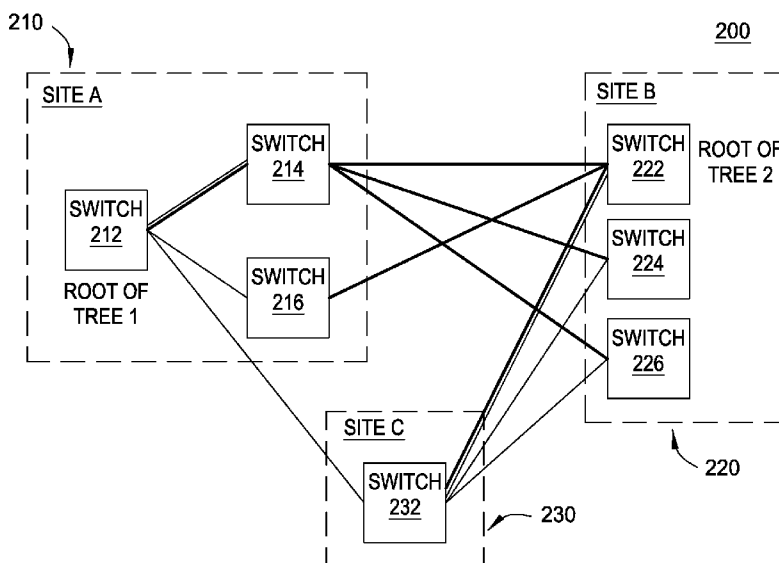 210
200
SITE A
SWITCH
214
SWITCH
212
ROOT OF
TREE 1
SWITCH
216
SITE B
SWITCH
222
ROOT OF
TREE 2
SWITCH
224
SWITCH
226
220
SITE C
SWITCH
232
230